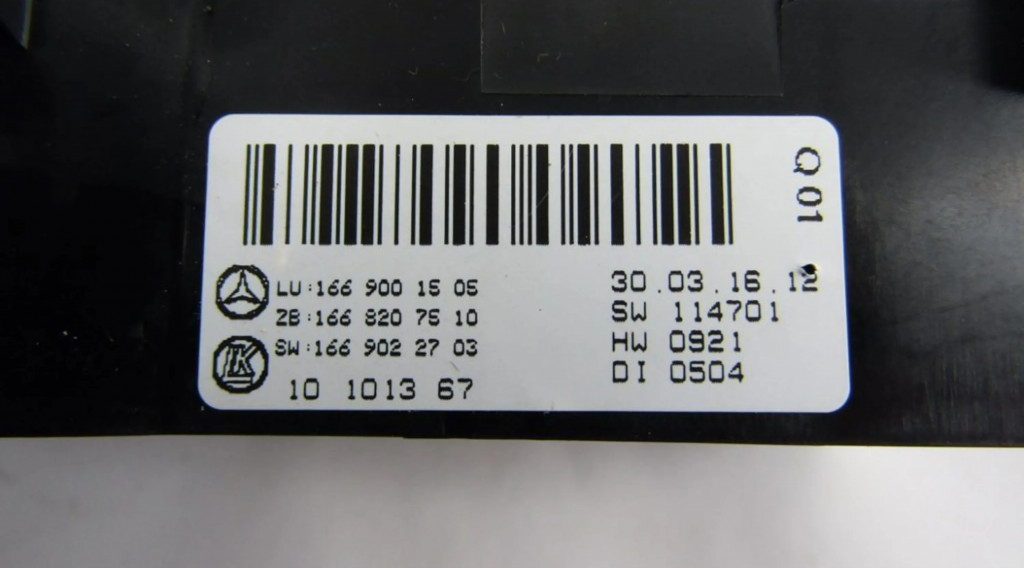 Q 01
LU:166 900 15 05
ZB:166 820 75 10
SW:166 902 27 03
10 1013 67
30.03.16.12
SW 114701
HW 0921
DI 0504